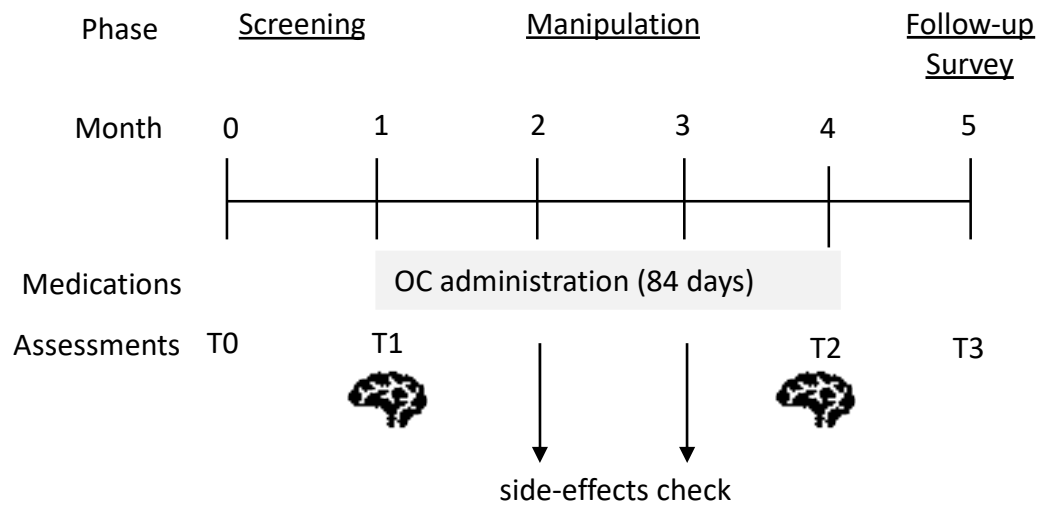 Phase Screening Manipulation Follow-up
Survey
Month 0 1 2 3 4 5
Medications OC administration (84 days)
Assessments T0 T1 T2 T3
side-effects check